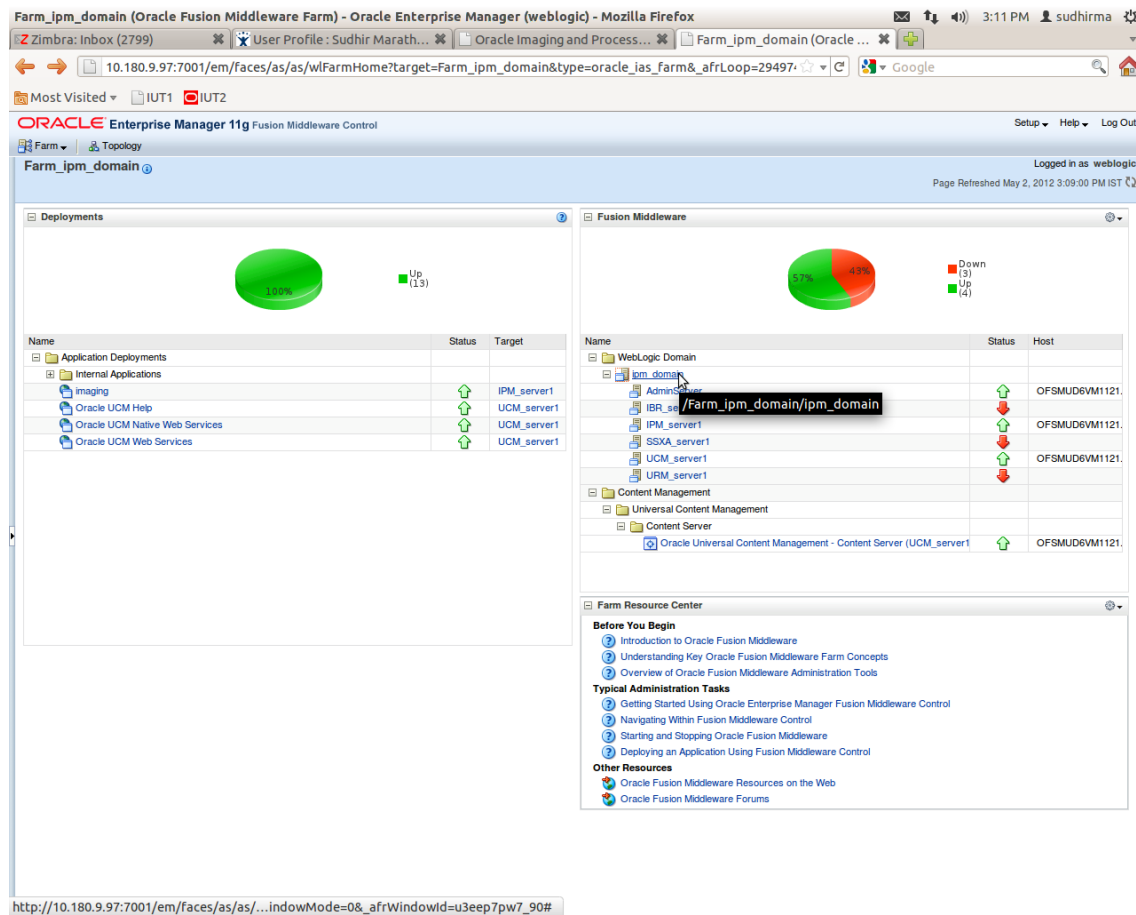 Farm_ipm_domain (Oracle Fusion Middleware Farm) - Oracle Enterprise Manager (weblogic) - Mozilla Firefox
3:11 PM sudhirma
Zimbra: Inbox (2799)
User Profile : Sudhir Marath...
Oracle Imaging and Process...
Farm_ipm_domain (Oracle ...
10.180.9.97:7001/em/faces/as/as/wlFarmHome?target=Farm_ipm_domain&type=oracle_ias_farm&_afrLoop=29497
Google
Most Visited
IUT1
IUT2
ORACLE Enterprise Manager 11g Fusion Middleware Control
Setup Help Log Out
Farm
Topology
Farm_ipm_domain
Logged in as weblogic
Page Refreshed May 2, 2012 3:09:00 PM IST
Deployments
100%
Up
(13)
Name Status Target
Application Deployments
Internal Applications
imaging IPM_server1
Oracle UCM Help UCM_server1
Oracle UCM Native Web Services UCM_server1
Oracle UCM Web Services UCM_server1
Fusion Middleware
57% 43%
Down
(3)
Up
(4)
Name Status Host
WebLogic Domain
ipm_domain
AdminServer OFSMUD6VM1121.
/Farm_ipm_domain/ipm_domain
IBR_se
IPM_server1 OFSMUD6VM1121.
SSXA_server1
UCM_server1 OFSMUD6VM1121.
URM_server1
Content Management
Universal Content Management
Content Server
Oracle Universal Content Management - Content Server (UCM_server1 OFSMUD6VM1121.
Farm Resource Center
Before You Begin
Introduction to Oracle Fusion Middleware
Understanding Key Oracle Fusion Middleware Farm Concepts
Overview of Oracle Fusion Middleware Administration Tools
Typical Administration Tasks
Getting Started Using Oracle Enterprise Manager Fusion Middleware Control
Navigating Within Fusion Middleware Control
Starting and Stopping Oracle Fusion Middleware
Deploying an Application Using Fusion Middleware Control
Other Resources
Oracle Fusion Middleware Resources on the Web
Oracle Fusion Middleware Forums
http://10.180.9.97:7001/em/faces/as/as/...indowMode=0&_afrWindowId=u3eep7pw7_90#